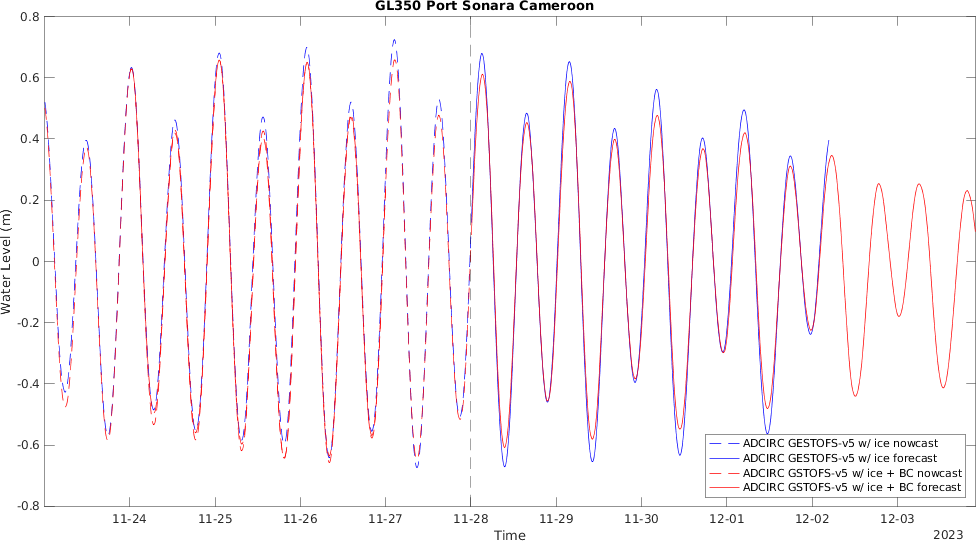 GL350 Port Sonara Cameroon
0.8
0.6
0.4
0.2
0
-0.2
-0.4
-0.6
-0.8
Water Level (m)
ADCIRC GESTOFS-v5 w/ ice nowcast
ADCIRC GESTOFS-v5 w/ ice forecast
ADCIRC GSTOFS-v5 w/ ice + BC nowcast
ADCIRC GSTOFS-v5 w/ ice + BC forecast
11-24 11-25 11-26 11-27 11-28 11-29 11-30 12-01 12-02 12-03
Time
2023